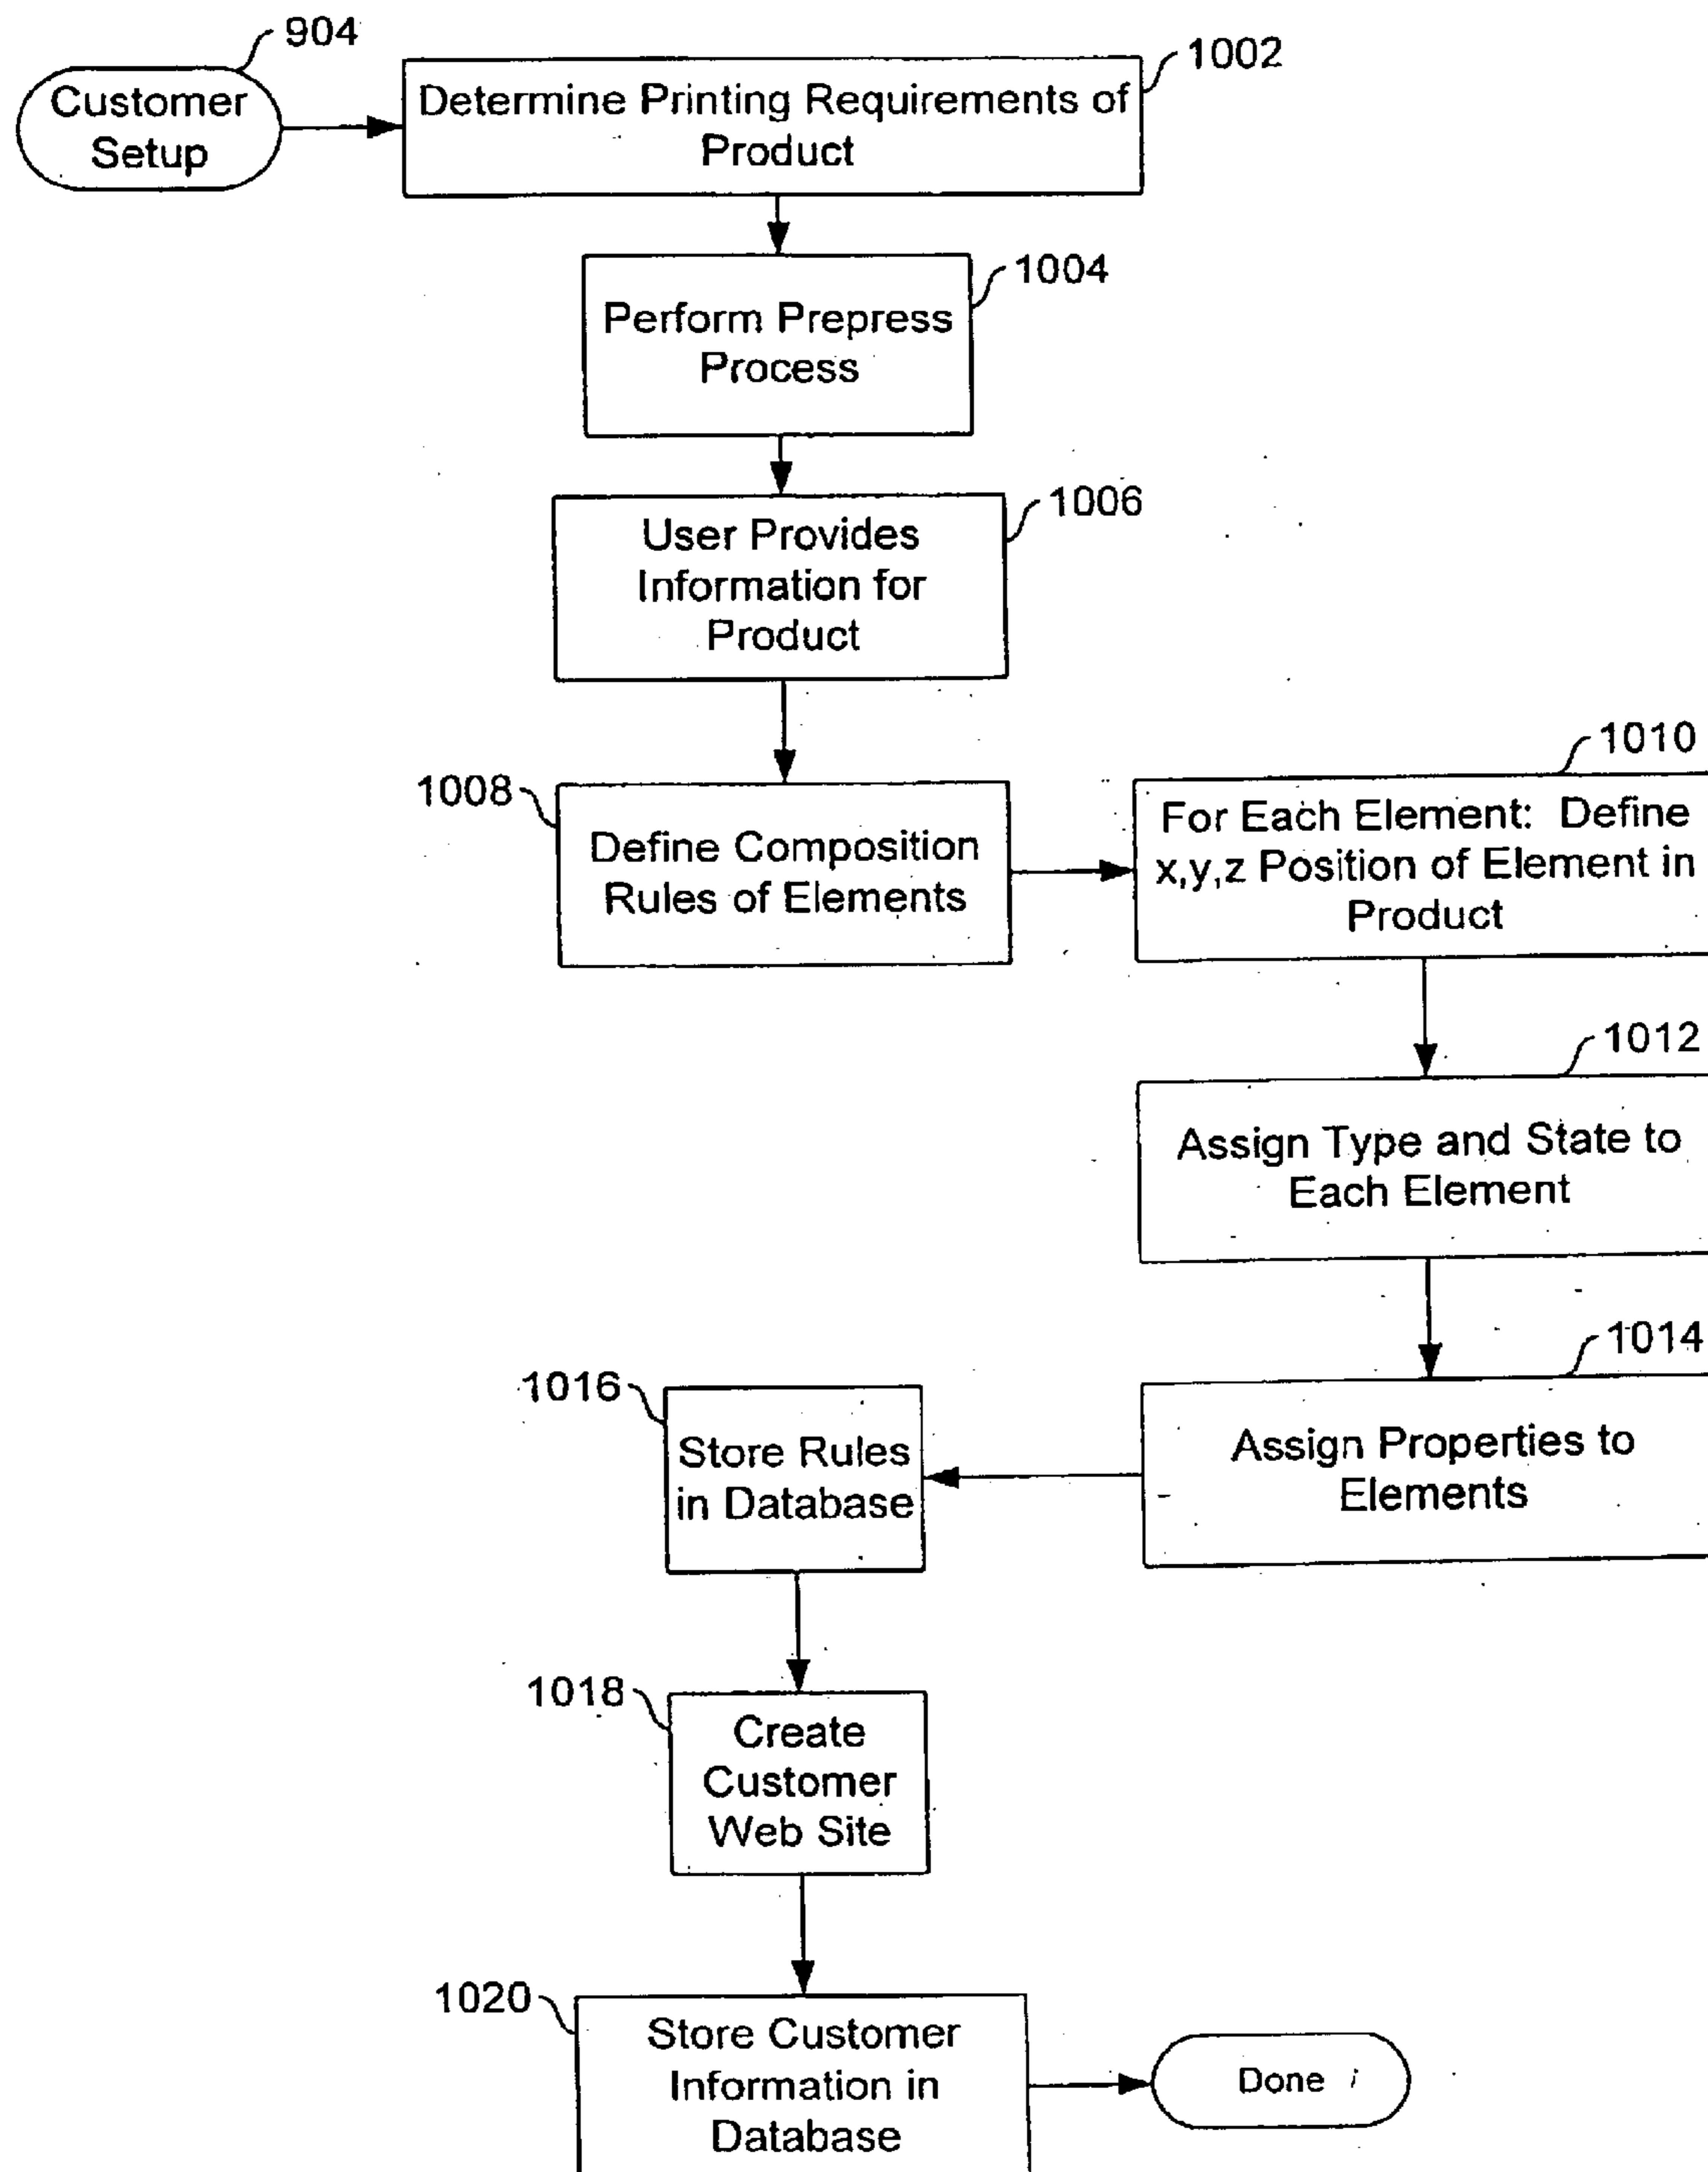 904
Customer
Setup
1002
Determine Printing Requirements of
Product
1004
Perform Prepress
Process
1006
User Provides
Information for
Product
1008
Define Composition
Rules of Elements
1010
For Each Element: Define
x,y,z Position of Element in
Product
1012
Assign Type and State to
Each Element
1014
Assign Properties to
Elements
1016
Store Rules
in Database
1018
Create
Customer
Web Site
1020
Store Customer
Information in
Database
Done